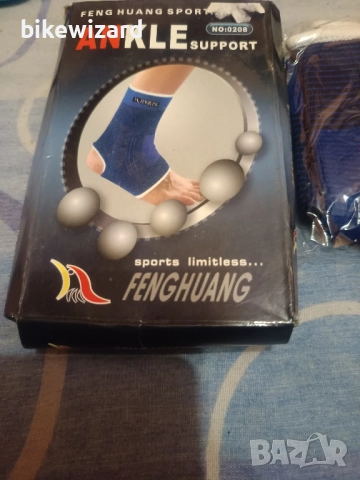 bikewizard
FENG HUANG SPORT
ANKLE
SUPPORT
NO:0208
sports limitless...
FENGHUANG
BAZAR